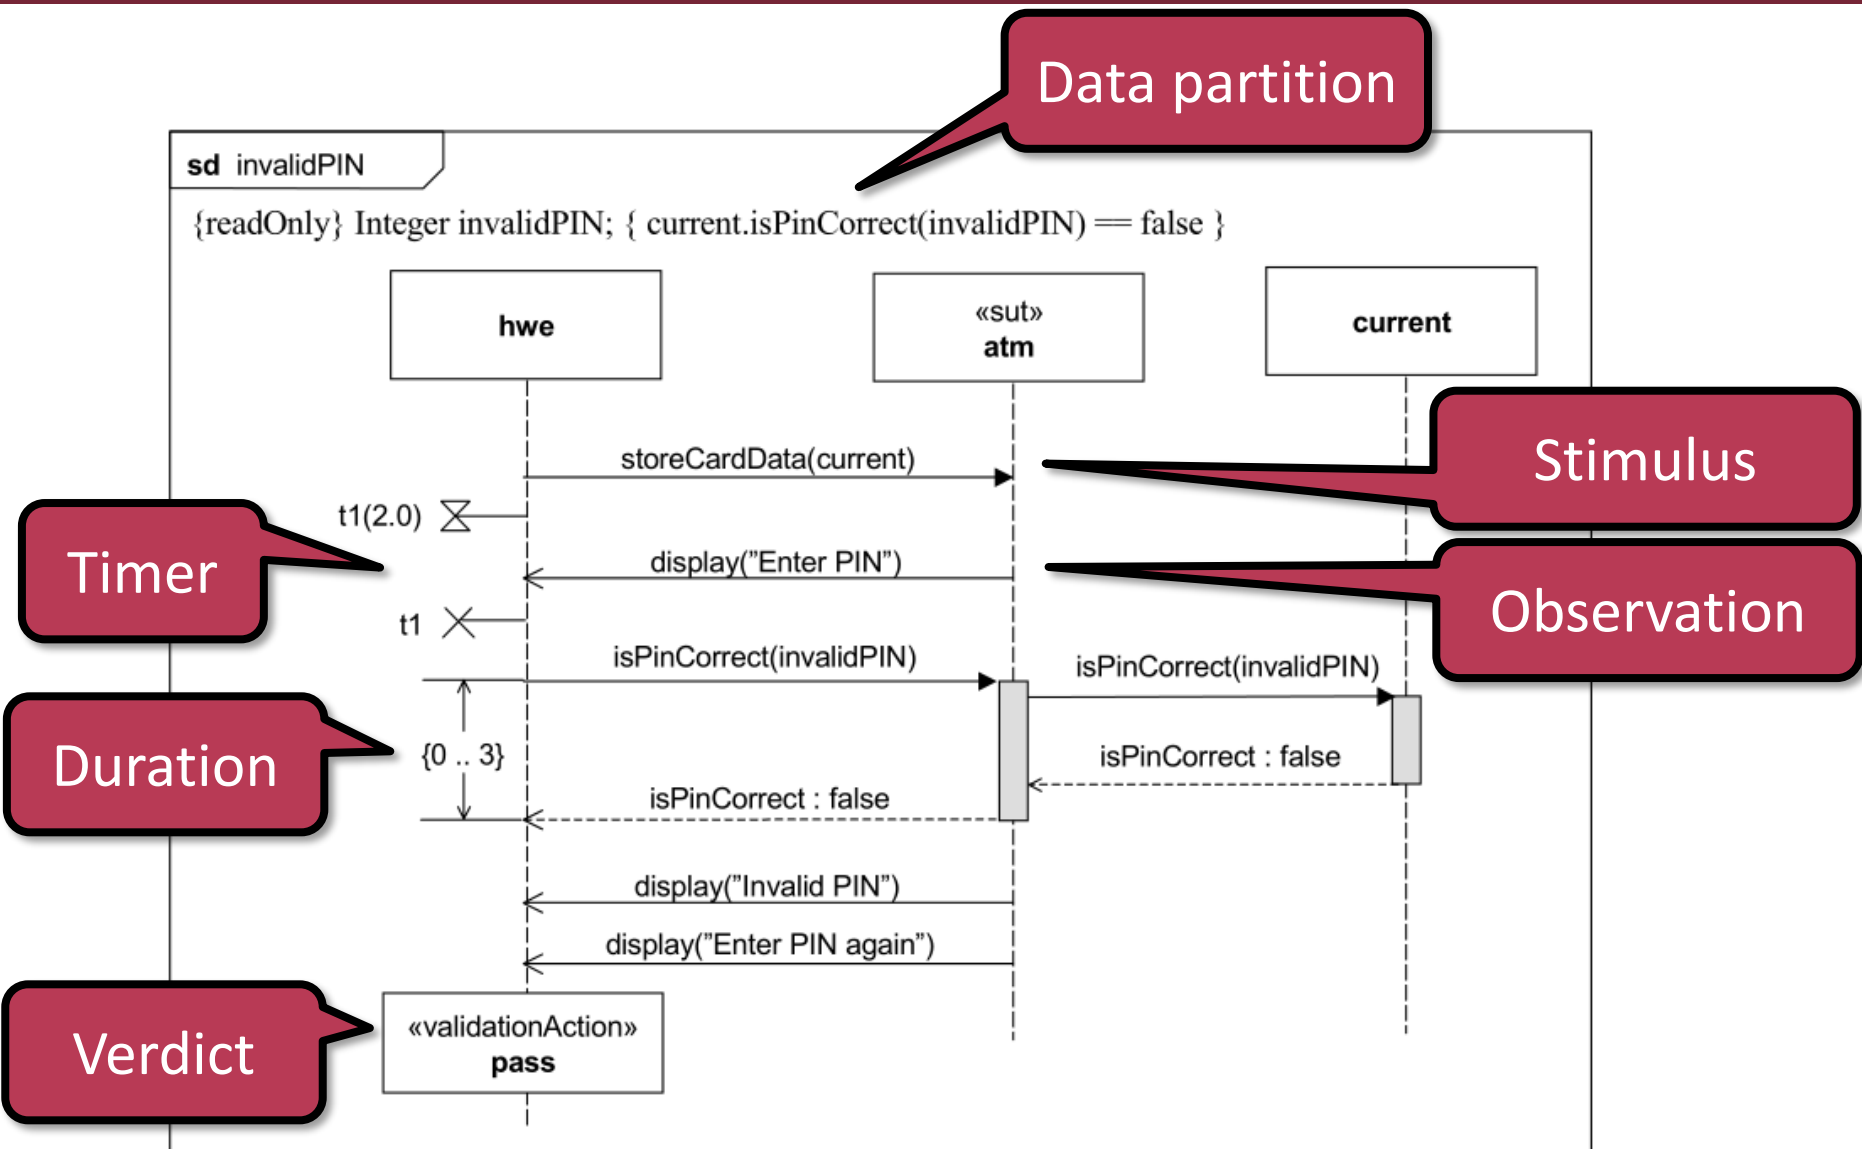 Data partition
sd invalidPIN
{readOnly} Integer invalidPIN; { current.isPinCorrect(invalidPIN) == false }
hwe
«sut»
atm
current
storeCardData(current)
Stimulus
t1(2.0)
Timer
display(”Enter PIN”)
Observation
t1
isPinCorrect(invalidPIN)
isPinCorrect(invalidPIN)
Duration
{0 .. 3}
isPinCorrect : false
isPinCorrect : false
display(”Invalid PIN”)
display(”Enter PIN again”)
Verdict
«validationAction»
pass